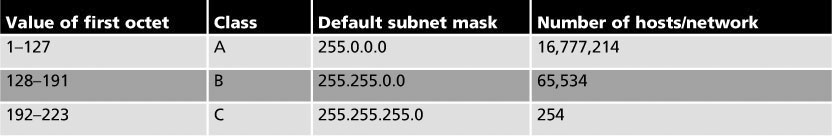 Value of first octet Class Default subnet mask Number of hosts/network
1–127 A 255.0.0.0 16,777,214
128–191 B 255.255.0.0 65,534
192–223 C 255.255.255.0 254